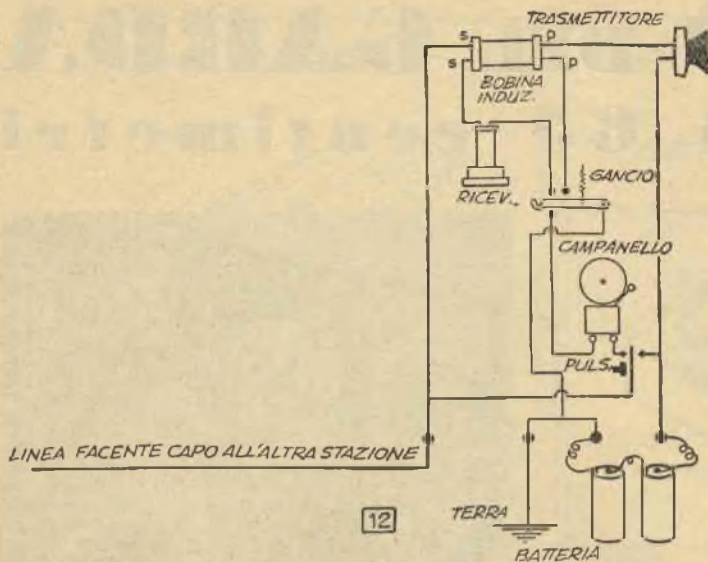 TRASMETTITORE
s
p
s
p
BOBINA
INDUZ.
RICEV.
GANCIO
CAMPANELLO
PULS.
LINEA FACENTE CAPO ALL'ALTRA STAZIONE
12
TERRA
BATTERIA